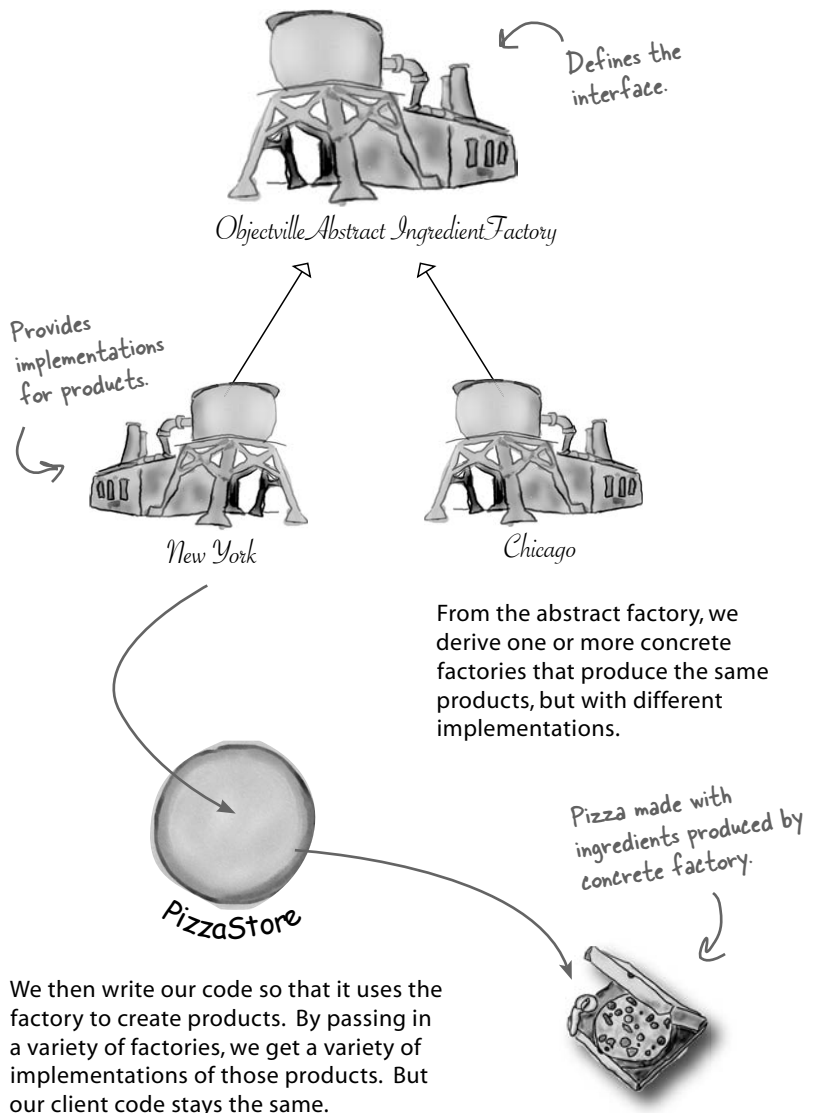 Defines the
interface.
Objectville Abstract IngredientFactory
Provides
implementations
for products.
New York
Chicago
From the abstract factory, we
derive one or more concrete
factories that produce the same
products, but with different
implementations.
Pizza made with
ingredients produced by
concrete factory.
PizzaStore
We then write our code so that it uses the
factory to create products. By passing in
a variety of factories, we get a variety of
implementations of those products. But
our client code stays the same.